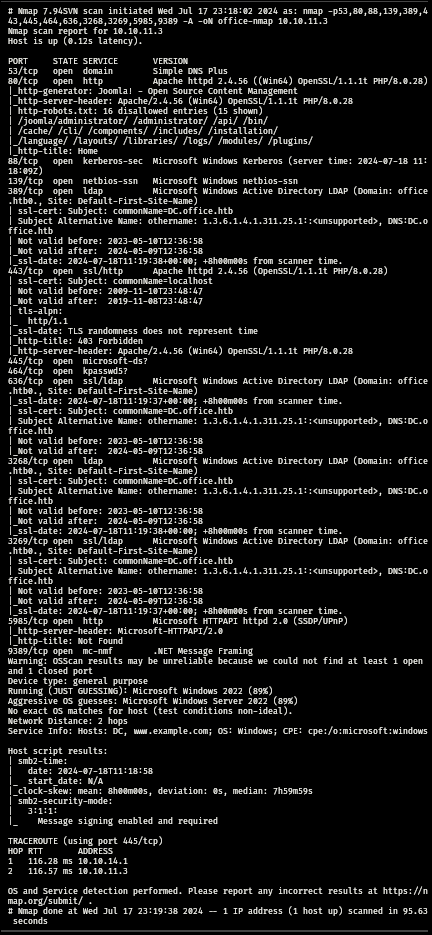 # Nmap 7.94SVN scan initiated Wed Jul 17 23:18:02 2024 as: nmap -p53,80,88,139,389,4
43,445,464,636,3268,3269,5985,9389 -A -oN office-nmap 10.10.11.3
Nmap scan report for 10.10.11.3
Host is up (0.12s latency).

PORT     STATE SERVICE       VERSION
53/tcp   open  domain        Simple DNS Plus
80/tcp   open  http          Apache httpd 2.4.56 ((Win64) OpenSSL/1.1.1t PHP/8.0.28)
|_http-generator: Joomla! - Open Source Content Management
|_http-server-header: Apache/2.4.56 (Win64) OpenSSL/1.1.1t PHP/8.0.28
| http-robots.txt: 16 disallowed entries (15 shown)
| /joomla/administrator/ /administrator/ /api/ /bin/
| /cache/ /cli/ /components/ /includes/ /installation/
|_/language/ /layouts/ /libraries/ /logs/ /modules/ /plugins/
|_http-title: Home
88/tcp   open  kerberos-sec  Microsoft Windows Kerberos (server time: 2024-07-18 11:
18:09Z)
139/tcp  open  netbios-ssn   Microsoft Windows netbios-ssn
389/tcp  open  ldap          Microsoft Windows Active Directory LDAP (Domain: office
.htb0., Site: Default-First-Site-Name)
| ssl-cert: Subject: commonName=DC.office.htb
| Subject Alternative Name: othername: 1.3.6.1.4.1.311.25.1::<unsupported>, DNS:DC.o
ffice.htb
| Not valid before: 2023-05-10T12:36:58
|_Not valid after:  2024-05-09T12:36:58
|_ssl-date: 2024-07-18T11:19:38+00:00; +8h00m00s from scanner time.
443/tcp  open  ssl/http      Apache httpd 2.4.56 (OpenSSL/1.1.1t PHP/8.0.28)
| ssl-cert: Subject: commonName=localhost
| Not valid before: 2009-11-10T23:48:47
|_Not valid after:  2019-11-08T23:48:47
| tls-alpn:
|_  http/1.1
|_ssl-date: TLS randomness does not represent time
|_http-title: 403 Forbidden
|_http-server-header: Apache/2.4.56 (Win64) OpenSSL/1.1.1t PHP/8.0.28
445/tcp  open  microsoft-ds?
464/tcp  open  kpasswd5?
636/tcp  open  ssl/ldap      Microsoft Windows Active Directory LDAP (Domain: office
.htb0., Site: Default-First-Site-Name)
|_ssl-date: 2024-07-18T11:19:37+00:00; +8h00m00s from scanner time.
| ssl-cert: Subject: commonName=DC.office.htb
| Subject Alternative Name: othername: 1.3.6.1.4.1.311.25.1::<unsupported>, DNS:DC.o
ffice.htb
| Not valid before: 2023-05-10T12:36:58
|_Not valid after:  2024-05-09T12:36:58
3268/tcp open  ldap          Microsoft Windows Active Directory LDAP (Domain: office
.htb0., Site: Default-First-Site-Name)
| ssl-cert: Subject: commonName=DC.office.htb
| Subject Alternative Name: othername: 1.3.6.1.4.1.311.25.1::<unsupported>, DNS:DC.o
ffice.htb
| Not valid before: 2023-05-10T12:36:58
|_Not valid after:  2024-05-09T12:36:58
|_ssl-date: 2024-07-18T11:19:38+00:00; +8h00m00s from scanner time.
3269/tcp open  ssl/ldap      Microsoft Windows Active Directory LDAP (Domain: office
.htb0., Site: Default-First-Site-Name)
| ssl-cert: Subject: commonName=DC.office.htb
| Subject Alternative Name: othername: 1.3.6.1.4.1.311.25.1::<unsupported>, DNS:DC.o
ffice.htb
| Not valid before: 2023-05-10T12:36:58
|_Not valid after:  2024-05-09T12:36:58
|_ssl-date: 2024-07-18T11:19:37+00:00; +8h00m00s from scanner time.
5985/tcp open  http          Microsoft HTTPAPI httpd 2.0 (SSDP/UPnP)
|_http-server-header: Microsoft-HTTPAPI/2.0
|_http-title: Not Found
9389/tcp open  mc-nmf        .NET Message Framing
Warning: OSScan results may be unreliable because we could not find at least 1 open
and 1 closed port
Device type: general purpose
Running (JUST GUESSING): Microsoft Windows 2022 (89%)
Aggressive OS guesses: Microsoft Windows Server 2022 (89%)
No exact OS matches for host (test conditions non-ideal).
Network Distance: 2 hops
Service Info: Hosts: DC, www.example.com; OS: Windows; CPE: cpe:/o:microsoft:windows

Host script results:
| smb2-time:
|   date: 2024-07-18T11:18:58
|_  start_date: N/A
|_clock-skew: mean: 8h00m00s, deviation: 0s, median: 7h59m59s
| smb2-security-mode:
|   3:1:1:
|_    Message signing enabled and required

TRACEROUTE (using port 445/tcp)
HOP RTT       ADDRESS
1   116.28 ms 10.10.14.1
2   116.57 ms 10.10.11.3

OS and Service detection performed. Please report any incorrect results at https://n
map.org/submit/ .
# Nmap done at Wed Jul 17 23:19:38 2024 -- 1 IP address (1 host up) scanned in 95.63
 seconds